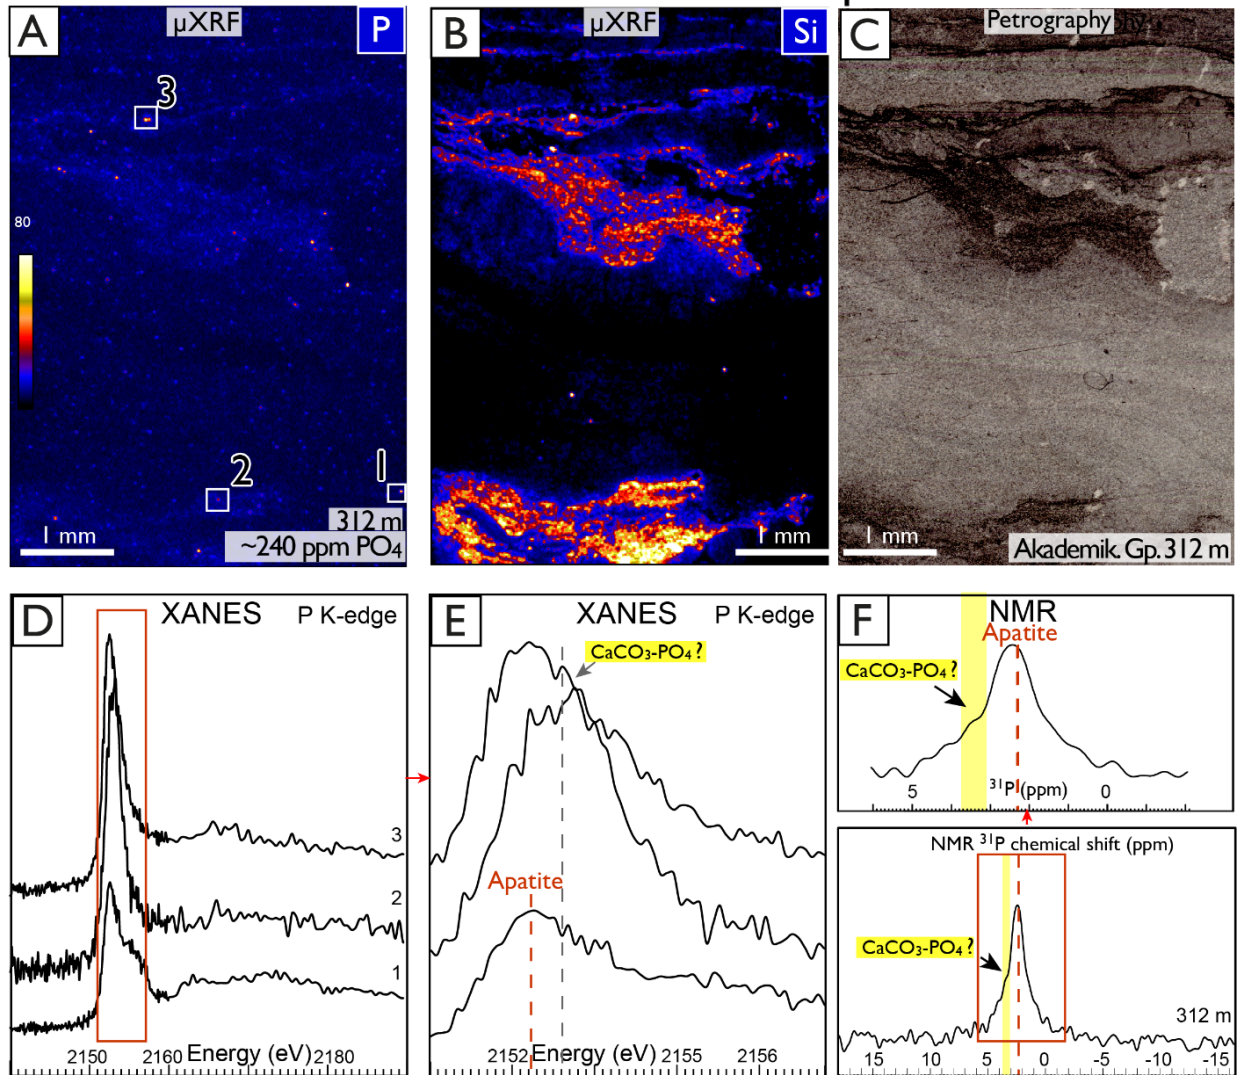 A
μXRF
P
3
80
2
1
312 m
1 mm
~240 ppm PO₄
B
μXRF
Si
1 mm
C
Petrography
1 mm
Akademik. Gp. 312 m
D
XANES
P K-edge
3
2
1
2150
2160
Energy (eV)
2180
E
XANES
P K-edge
CaCO₃-PO₄ ?
Apatite
2152
Energy (eV)
2155
2156
F
NMR
Apatite
CaCO₃-PO₄ ?
5
³¹P (ppm)
0
NMR ³¹P chemical shift (ppm)
CaCO₃-PO₄ ?
312 m
15
10
5
0
-5
-10
-15